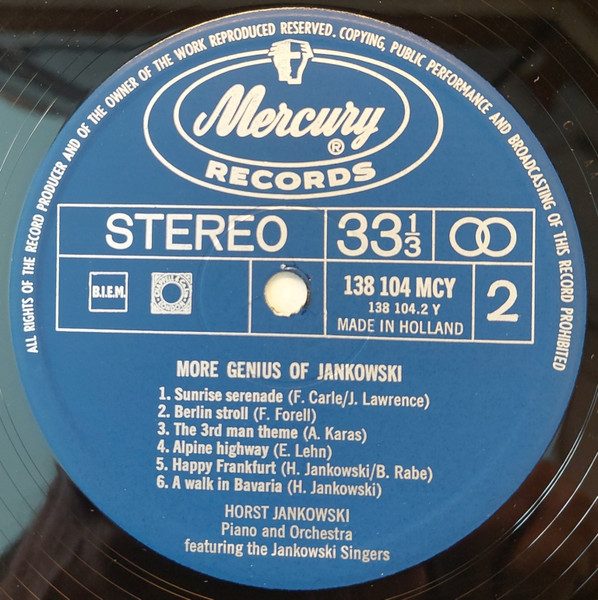 ALL RIGHTS OF THE RECORD PRODUCER AND OF THE OWNER OF THE WORK REPRODUCED RESERVED. COPYING, PUBLIC PERFORMANCE AND BROADCASTING OF THIS RECORD PROHIBITED
Mercury
®
RECORDS
STEREO
33 1/3
B.I.E.M.
138 104 MCY
138 104.2 Y
MADE IN HOLLAND
2
MORE GENIUS OF JANKOWSKI
1. Sunrise serenade (F. Carle/J. Lawrence)
2. Berlin stroll (F. Forell)
3. The 3rd man theme (A. Karas)
4. Alpine highway (E. Lehn)
5. Happy Frankfurt (H. Jankowski/B. Rabe)
6. A walk in Bavaria (H. Jankowski)
HORST JANKOWSKI
Piano and Orchestra
featuring the Jankowski Singers